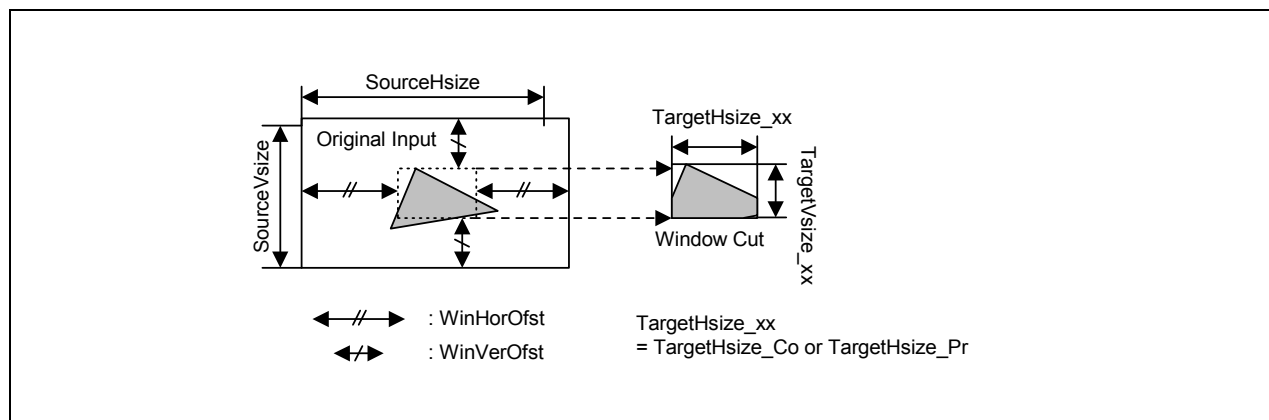 SourceHsize
TargetHsize_xx
Original Input
SourceVsize
TargetVsize_xx
Window Cut
: WinHorOfst
: WinVerOfst
TargetHsize_xx
= TargetHsize_Co or TargetHsize_Pr